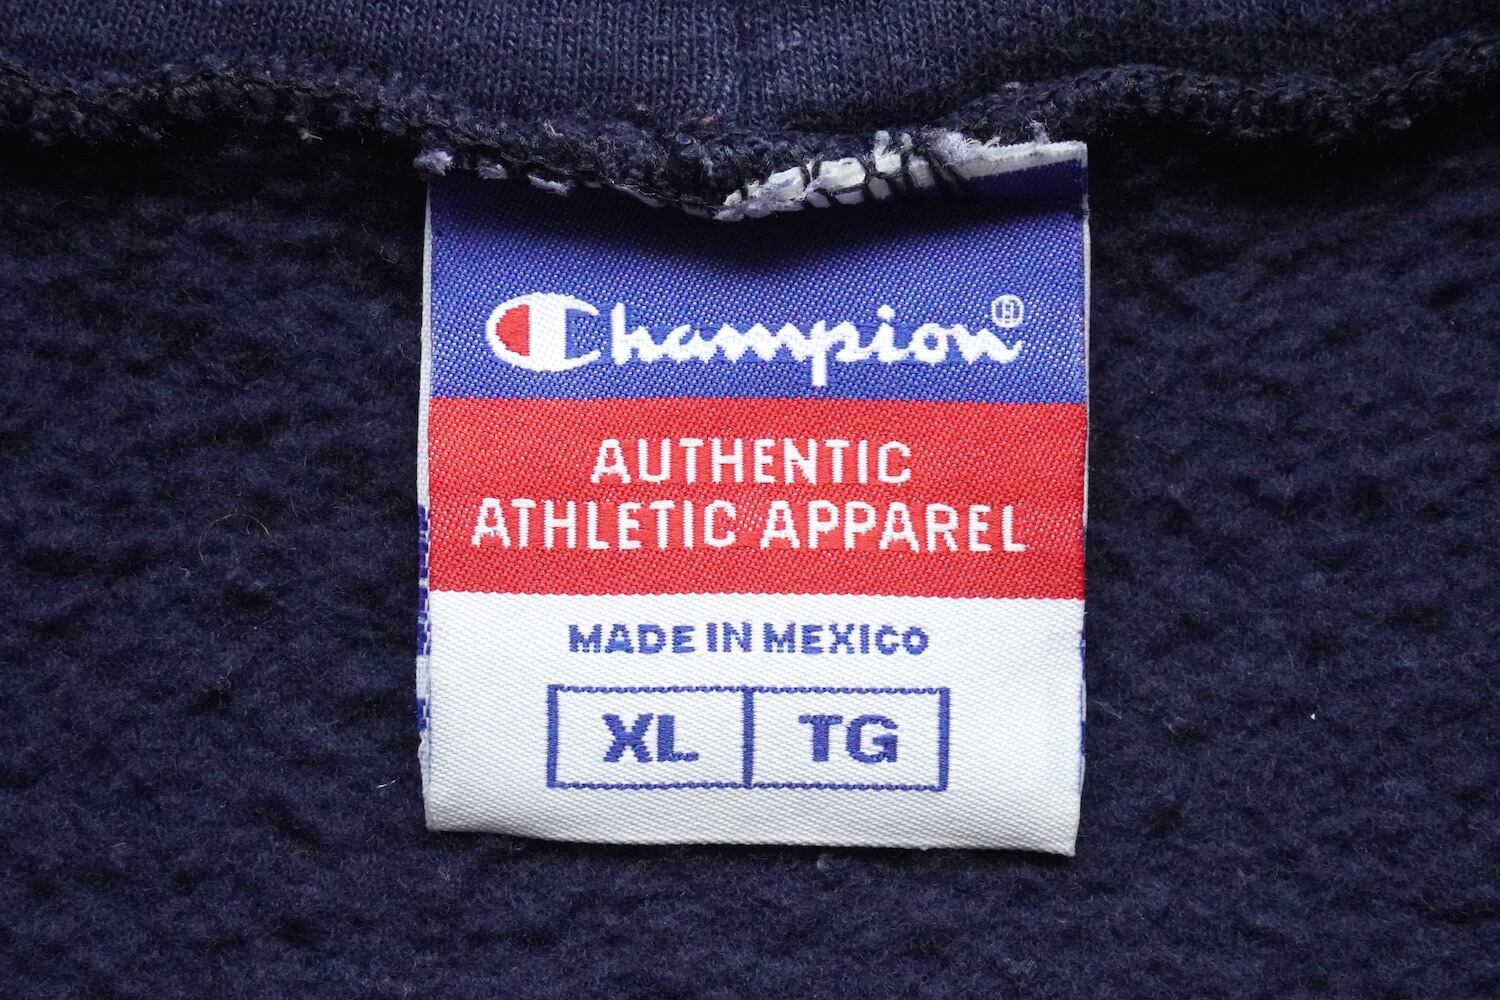 Champion®
AUTHENTIC
ATHLETIC APPAREL
MADE IN MEXICO
XL TG